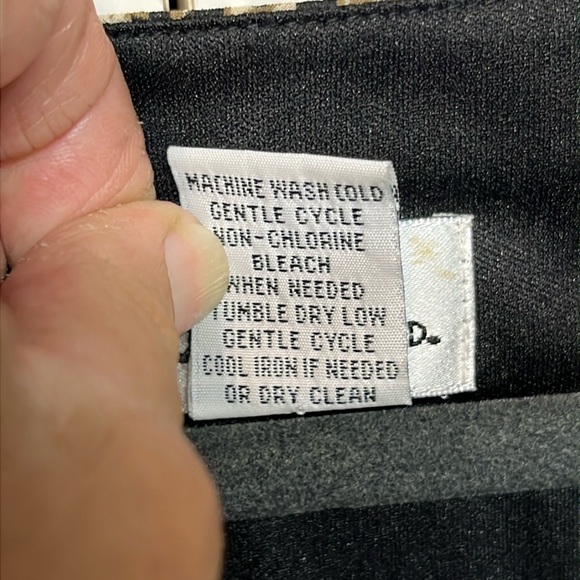 MACHINE WASH COLD
GENTLE CYCLE
NON-CHLORINE
BLEACH
WHEN NEEDED
TUMBLE DRY LOW
GENTLE CYCLE
COOL IRON IF NEEDED
OR DRY CLEAN
D.